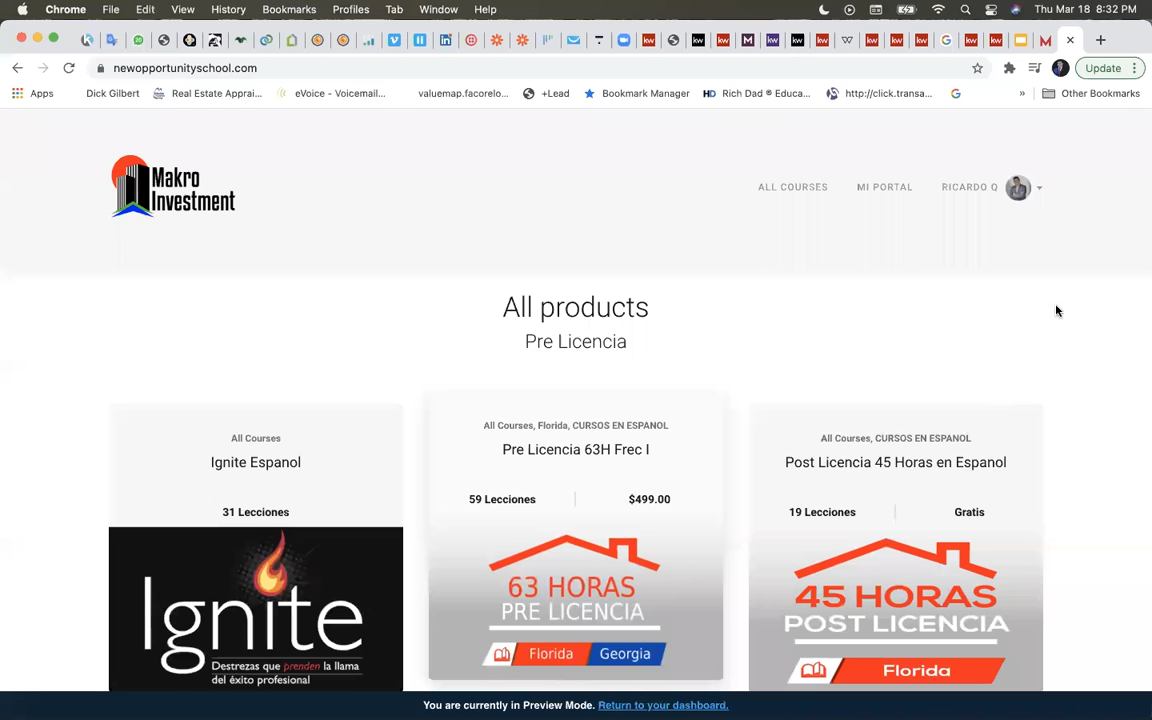 Chrome File Edit View History Bookmarks Profiles Tab Window Help Thu Mar 18 8:32 PM
newopportunityschool.com Update
Apps Dick Gilbert Real Estate Apprai... eVoice - Voicemail... valuemap.facorelo... +Lead Bookmark Manager HD Rich Dad ® Educa... http://click.transa... » Other Bookmarks
Makro
Investment
ALL COURSES MI PORTAL RICARDO Q
All products
Pre Licencia
All Courses
Ignite Espanol
31 Lecciones
Ignite
Destrezas que prenden la llama
del éxito profesional
All Courses, Florida, CURSOS EN ESPANOL
Pre Licencia 63H Frec I
59 Lecciones $499.00
63 HORAS
PRE LICENCIA
Florida Georgia
All Courses, CURSOS EN ESPANOL
Post Licencia 45 Horas en Espanol
19 Lecciones Gratis
45 HORAS
POST LICENCIA
Florida
You are currently in Preview Mode. Return to your dashboard.